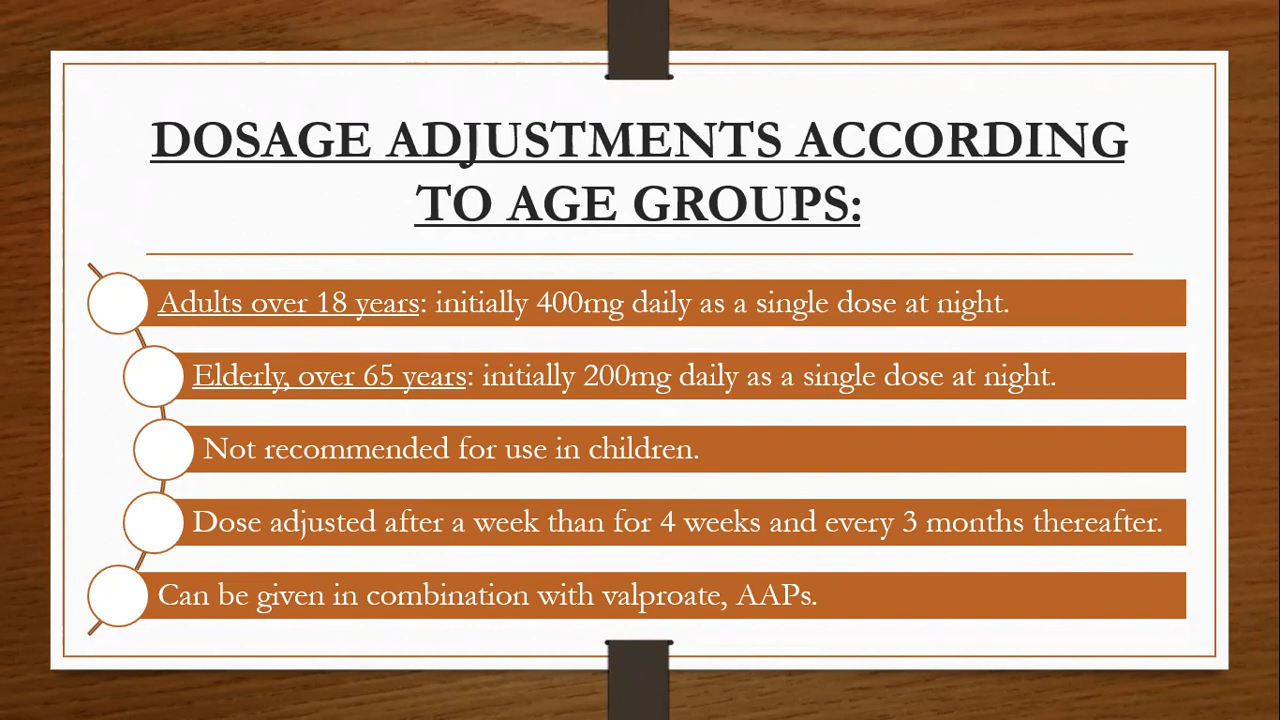 DOSAGE ADJUSTMENTS ACCORDING
TO AGE GROUPS:
Adults over 18 years: initially 400mg daily as a single dose at night.
Elderly, over 65 years: initially 200mg daily as a single dose at night.
Not recommended for use in children.
Dose adjusted after a week than for 4 weeks and every 3 months thereafter.
Can be given in combination with valproate, AAPs.